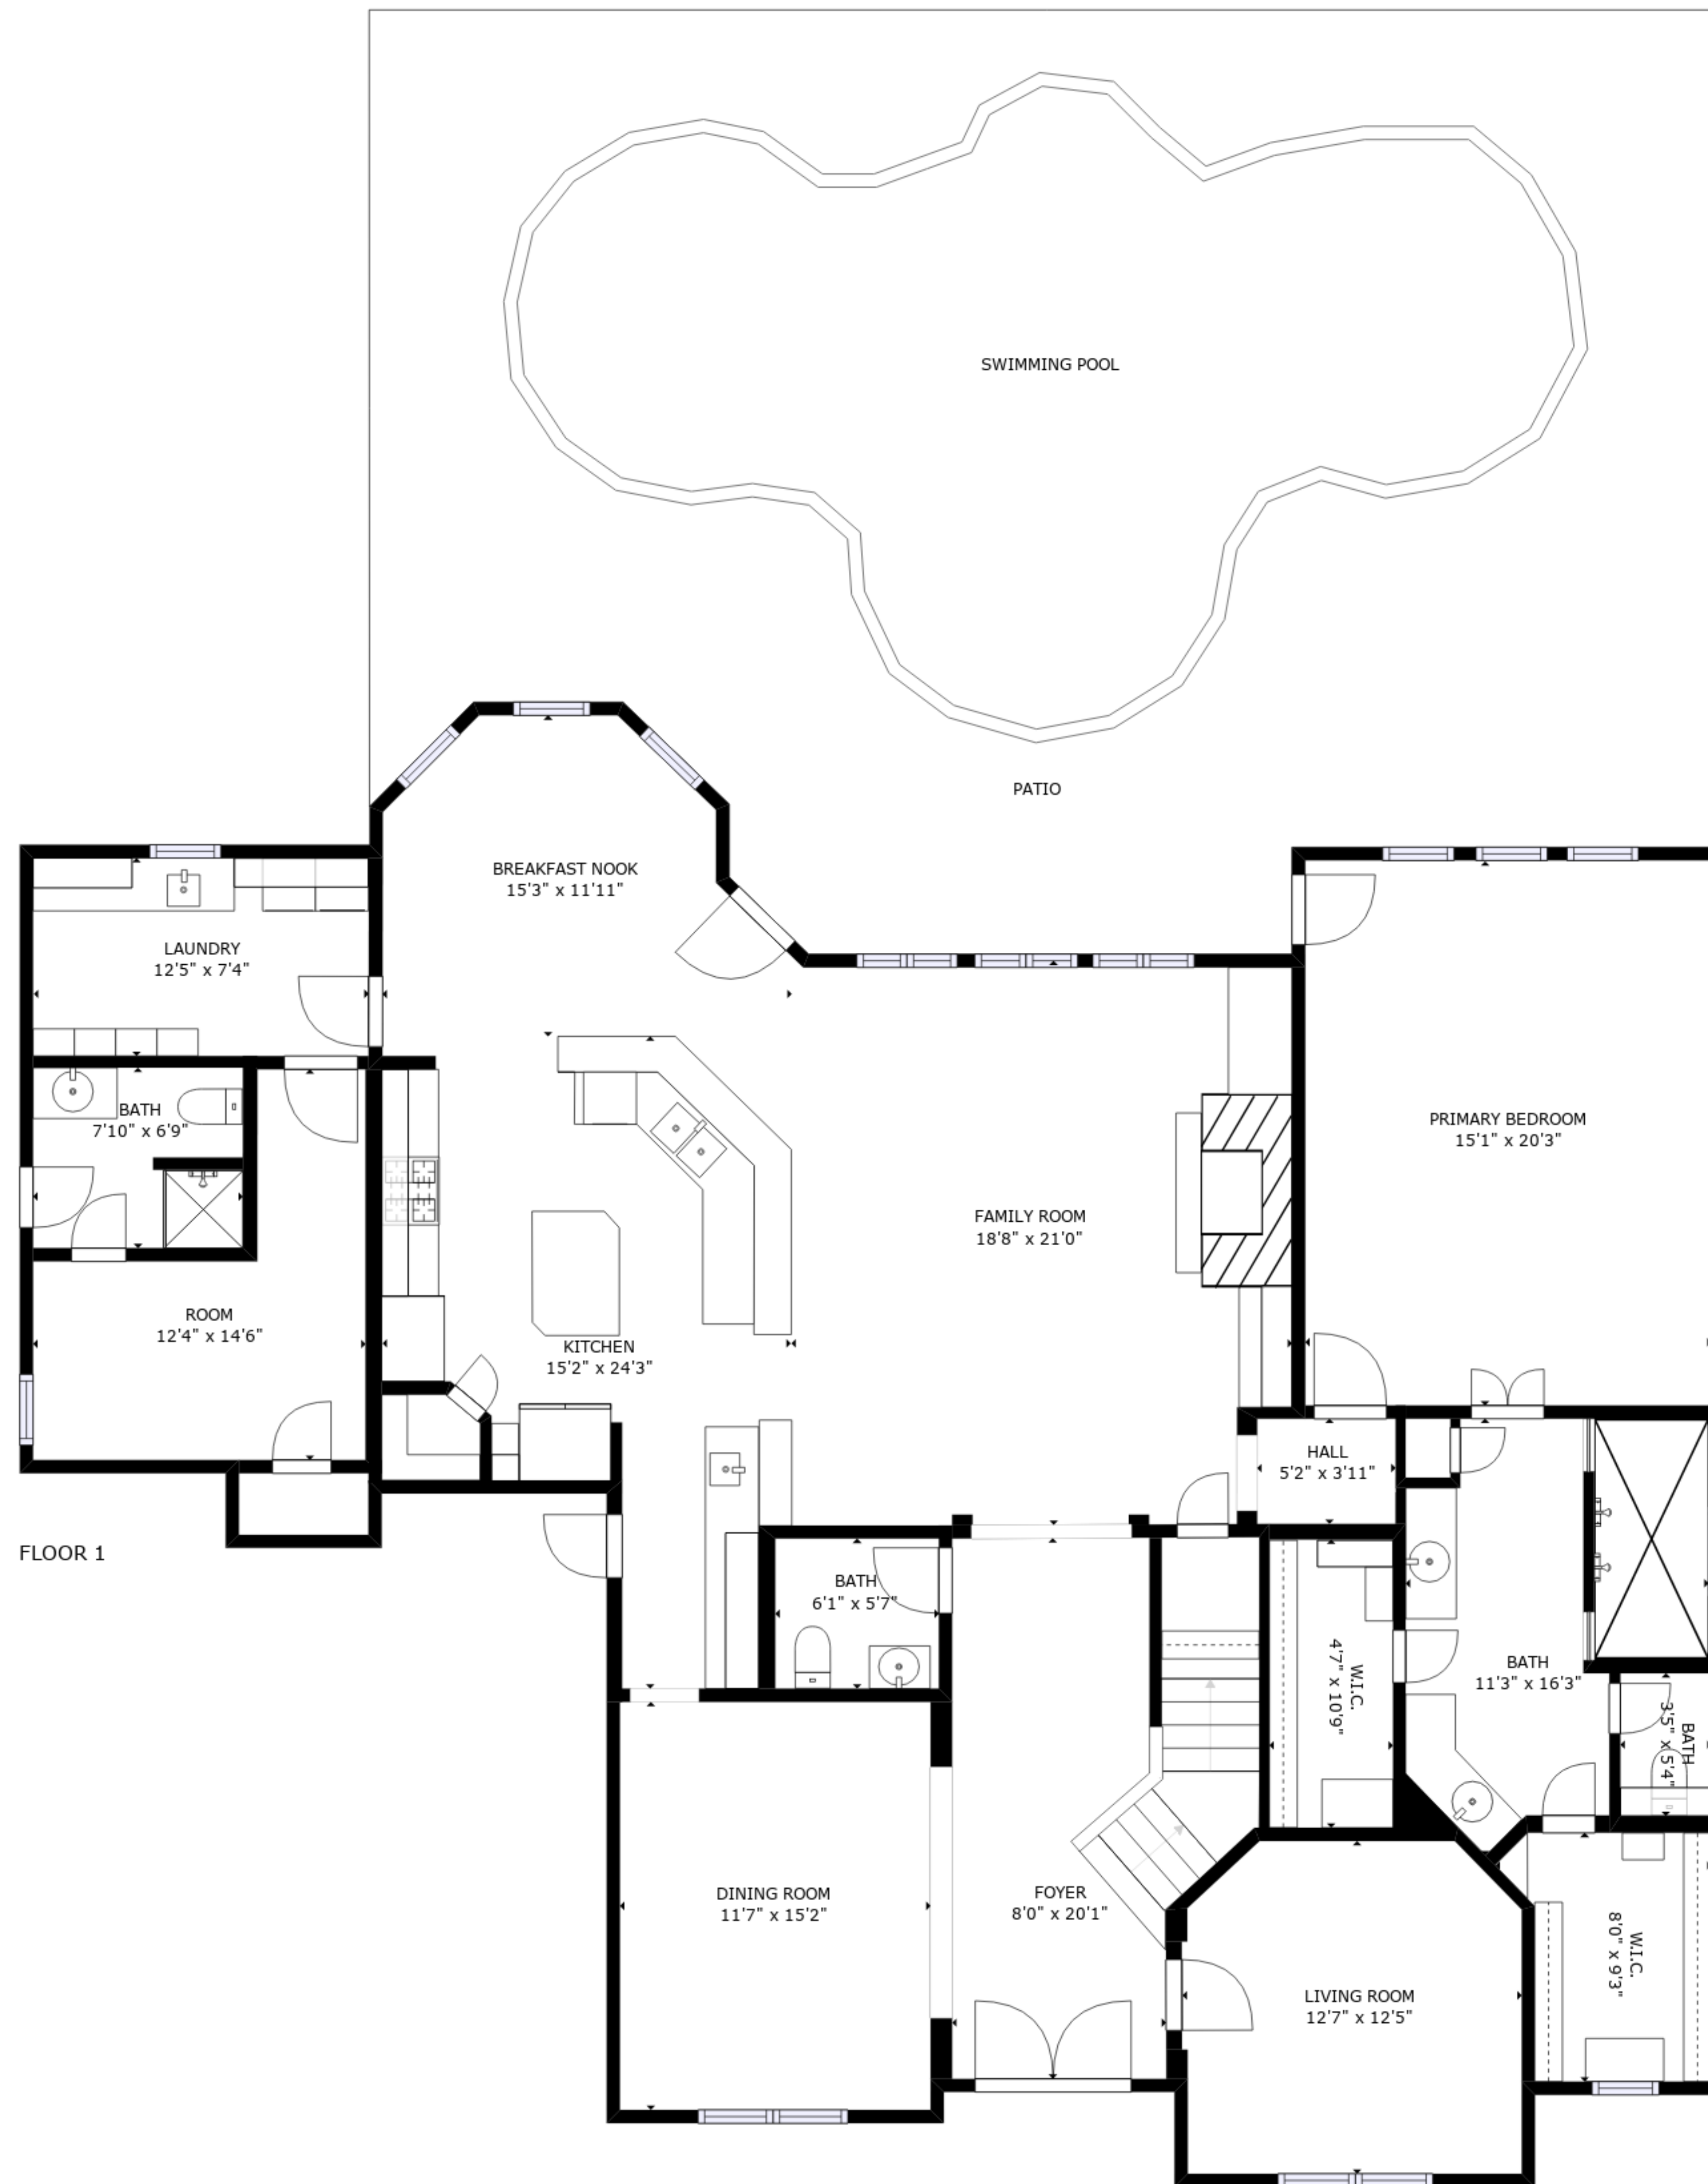 SWIMMING POOL
PATIO
BREAKFAST NOOK
15'3" x 11'11"
LAUNDRY
12'5" x 7'4"
BATH
7'10" x 6'9"
PRIMARY BEDROOM
15'1" x 20'3"
FAMILY ROOM
18'8" x 21'0"
ROOM
12'4" x 14'6"
KITCHEN
15'2" x 24'3"
HALL
5'2" x 3'11"
FLOOR 1
BATH
6'1" x 5'7"
W.I.C.
4'7" x 10'9"
BATH
11'3" x 16'3"
BATH
3'5" x 5'4"
DINING ROOM
11'7" x 15'2"
FOYER
8'0" x 20'1"
W.I.C.
8'0" x 9'3"
LIVING ROOM
12'7" x 12'5"